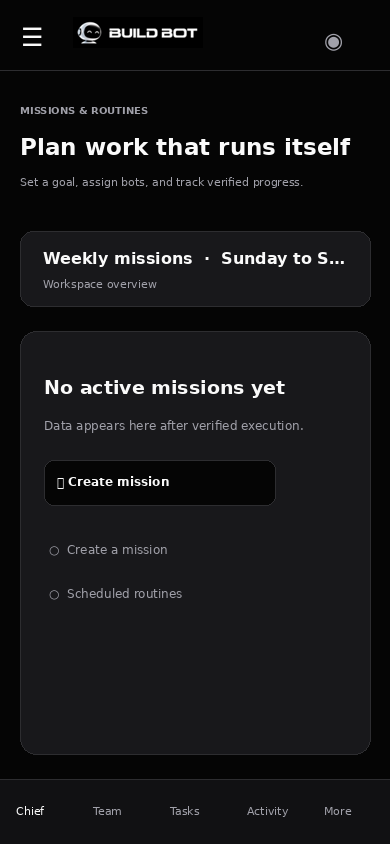 BUILD BOT
MISSIONS & ROUTINES
Plan work that runs itself
Set a goal, assign bots, and track verified progress.
Weekly missions · Sunday to S…
Workspace overview
No active missions yet
Data appears here after verified execution.
Create mission
Create a mission
Scheduled routines
Chief Team Tasks Activity More